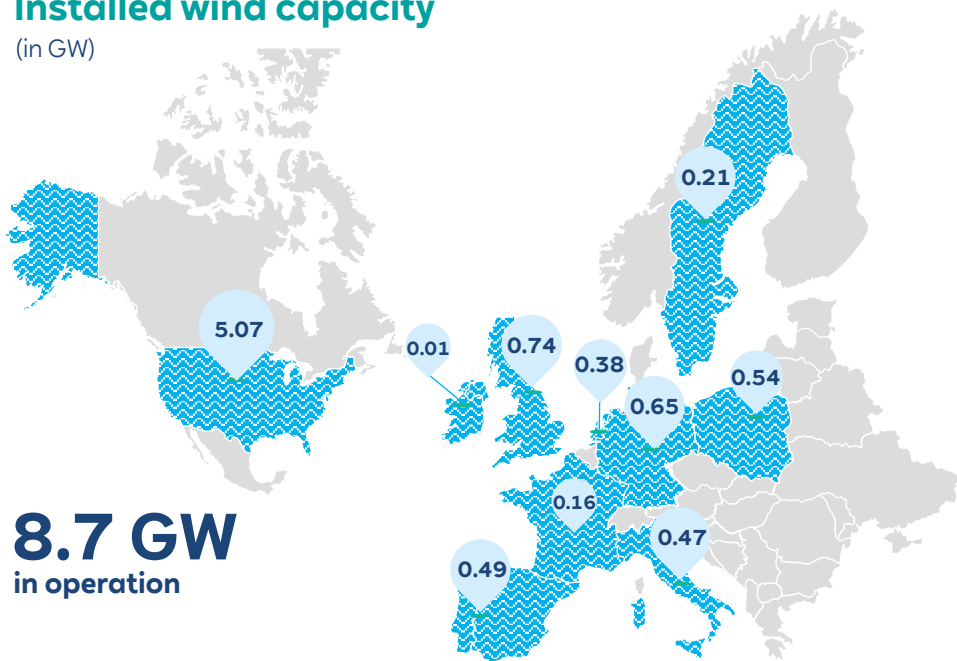 Installed wind capacity
(in GW)
0.21
5.07
0.01
0.74
0.38
0.54
0.65
0.16
0.47
0.49
8.7 GW
in operation